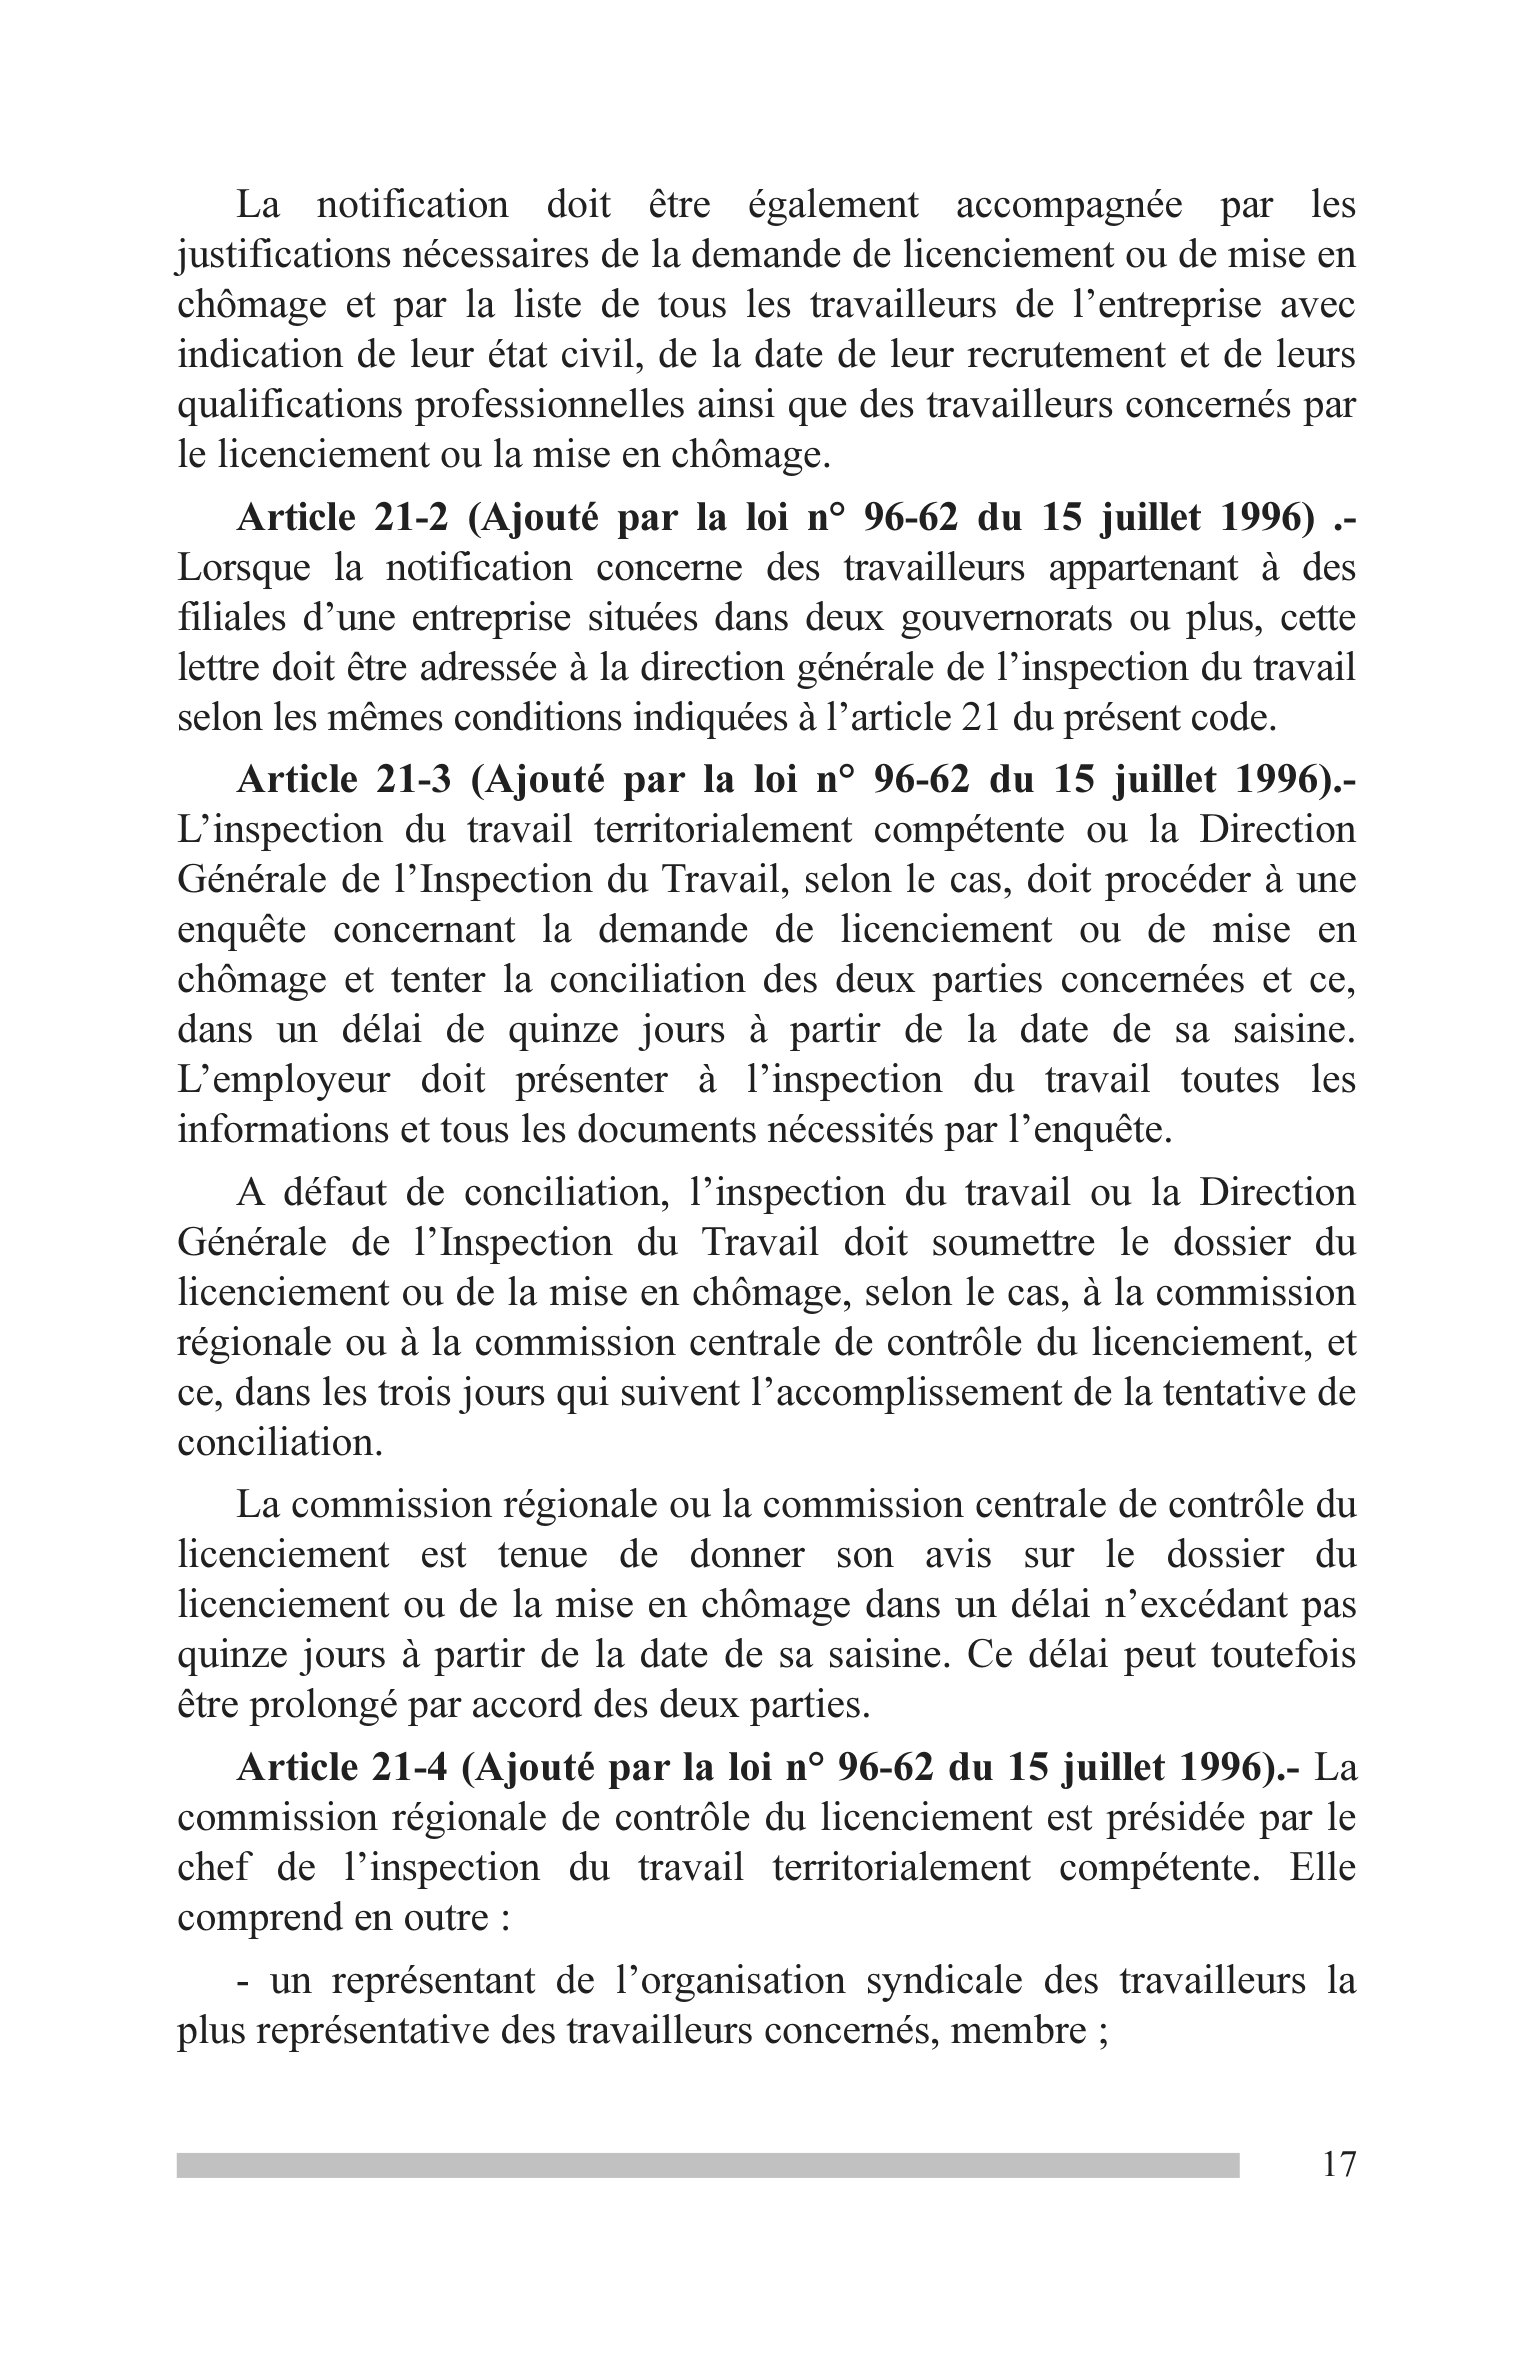 La notification doit être également accompagnée par les
justifications nécessaires de la demande de licenciement ou de mise en
chômage et par la liste de tous les travailleurs de l’entreprise avec
indication de leur état civil, de la date de leur recrutement et de leurs
qualifications professionnelles ainsi que des travailleurs concernés par
le licenciement ou la mise en chômage.
Article 21-2 (Ajouté par la loi n° 96-62 du 15 juillet 1996) .-
Lorsque la notification concerne des travailleurs appartenant à des
filiales d’une entreprise situées dans deux gouvernorats ou plus, cette
lettre doit être adressée à la direction générale de l’inspection du travail
selon les mêmes conditions indiquées à l’article 21 du présent code.
Article 21-3 (Ajouté par la loi n° 96-62 du 15 juillet 1996).-
L’inspection du travail territorialement compétente ou la Direction
Générale de l’Inspection du Travail, selon le cas, doit procéder à une
enquête concernant la demande de licenciement ou de mise en
chômage et tenter la conciliation des deux parties concernées et ce,
dans un délai de quinze jours à partir de la date de sa saisine.
L’employeur doit présenter à l’inspection du travail toutes les
informations et tous les documents nécessités par l’enquête.
A défaut de conciliation, l’inspection du travail ou la Direction
Générale de l’Inspection du Travail doit soumettre le dossier du
licenciement ou de la mise en chômage, selon le cas, à la commission
régionale ou à la commission centrale de contrôle du licenciement, et
ce, dans les trois jours qui suivent l’accomplissement de la tentative de
conciliation.
La commission régionale ou la commission centrale de contrôle du
licenciement est tenue de donner son avis sur le dossier du
licenciement ou de la mise en chômage dans un délai n’excédant pas
quinze jours à partir de la date de sa saisine. Ce délai peut toutefois
être prolongé par accord des deux parties.
Article 21-4 (Ajouté par la loi n° 96-62 du 15 juillet 1996).- La
commission régionale de contrôle du licenciement est présidée par le
chef de l’inspection du travail territorialement compétente. Elle
comprend en outre :
- un représentant de l’organisation syndicale des travailleurs la
plus représentative des travailleurs concernés, membre ;
17